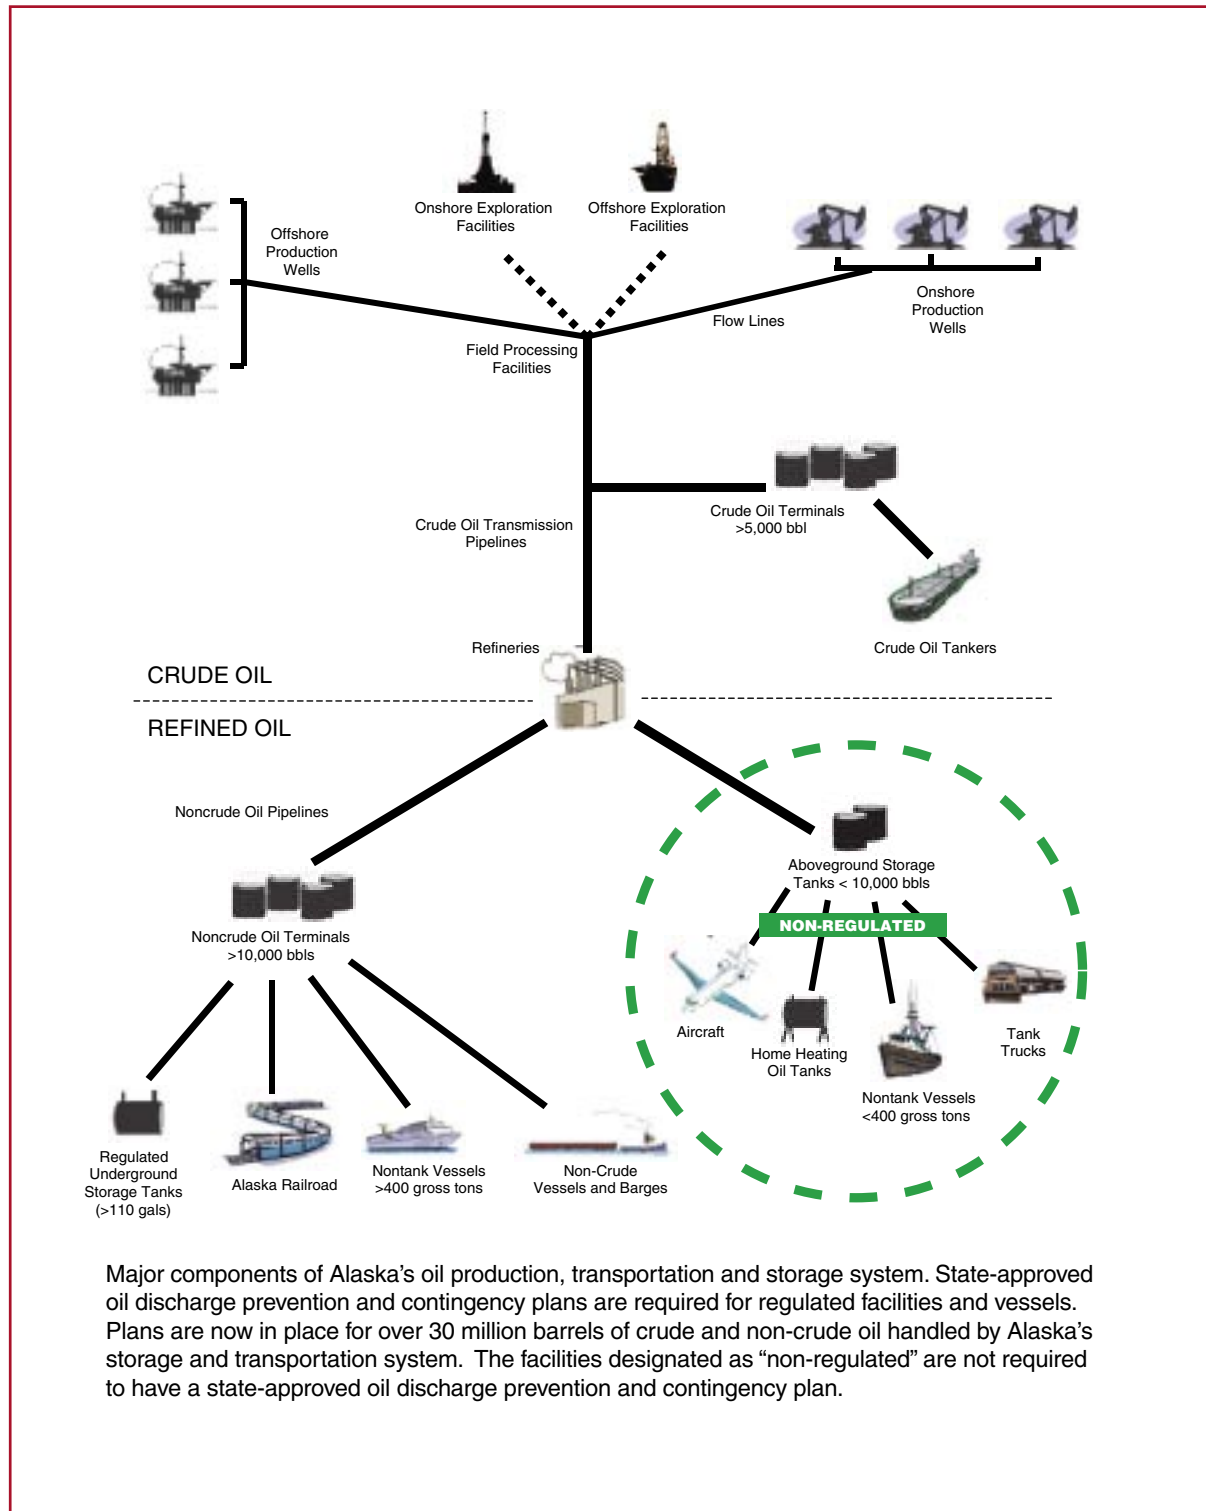 Onshore Exploration
Facilities
Offshore Exploration
Facilities
Offshore
Production
Wells
Onshore
Production
Wells
Flow Lines
Field Processing
Facilities
Crude Oil Terminals
>5,000 bbl
Crude Oil Transmission
Pipelines
Crude Oil Tankers
Refineries
CRUDE OIL
REFINED OIL
Noncrude Oil Pipelines
Aboveground Storage
Tanks < 10,000 bbls
NON-REGULATED
Noncrude Oil Terminals
>10,000 bbls
Aircraft
Home Heating
Oil Tanks
Nontank Vessels
<400 gross tons
Tank
Trucks
Regulated
Underground
Storage Tanks
(>110 gals)
Alaska Railroad
Nontank Vessels
>400 gross tons
Non-Crude
Vessels and Barges
Major components of Alaska’s oil production, transportation and storage system. State-approved
oil discharge prevention and contingency plans are required for regulated facilities and vessels.
Plans are now in place for over 30 million barrels of crude and non-crude oil handled by Alaska’s
storage and transportation system.  The facilities designated as “non-regulated” are not required
to have a state-approved oil discharge prevention and contingency plan.